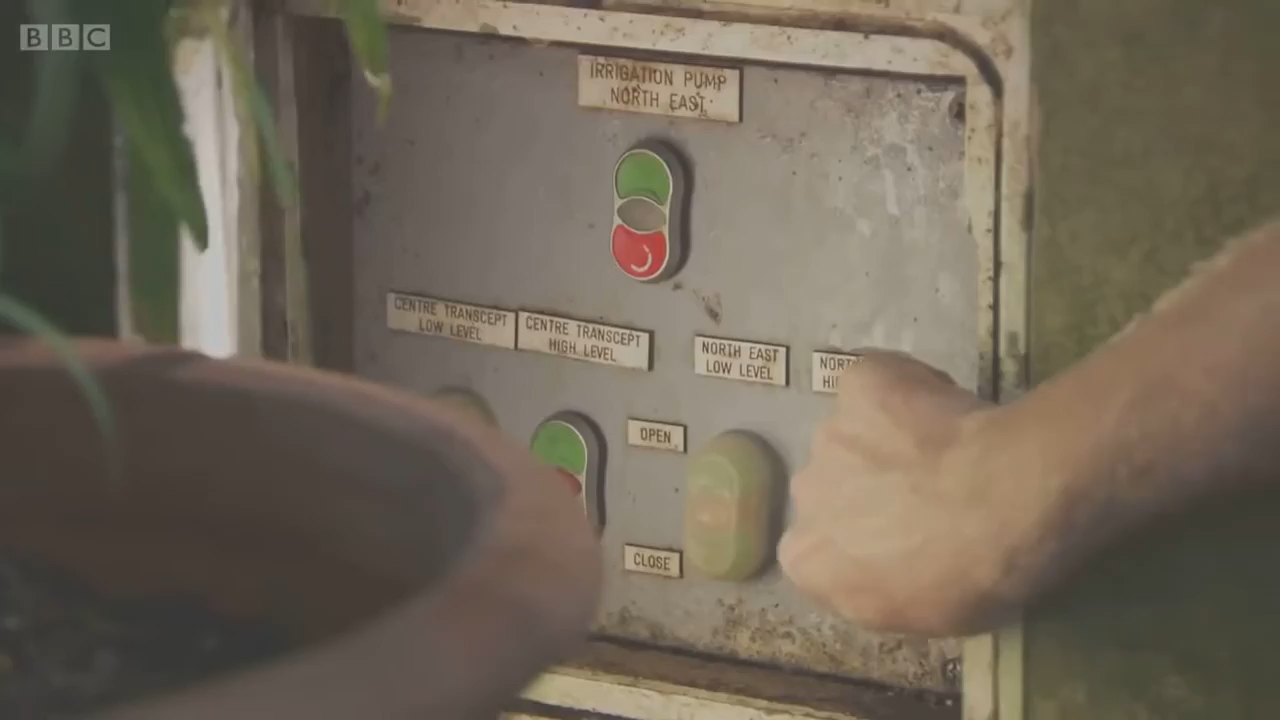 BBC
IRRIGATION PUMP
NORTH EAST
CENTRE TRANSCEPT
LOW LEVEL
CENTRE TRANSCEPT
HIGH LEVEL
NORTH EAST
LOW LEVEL
OPEN
CLOSE